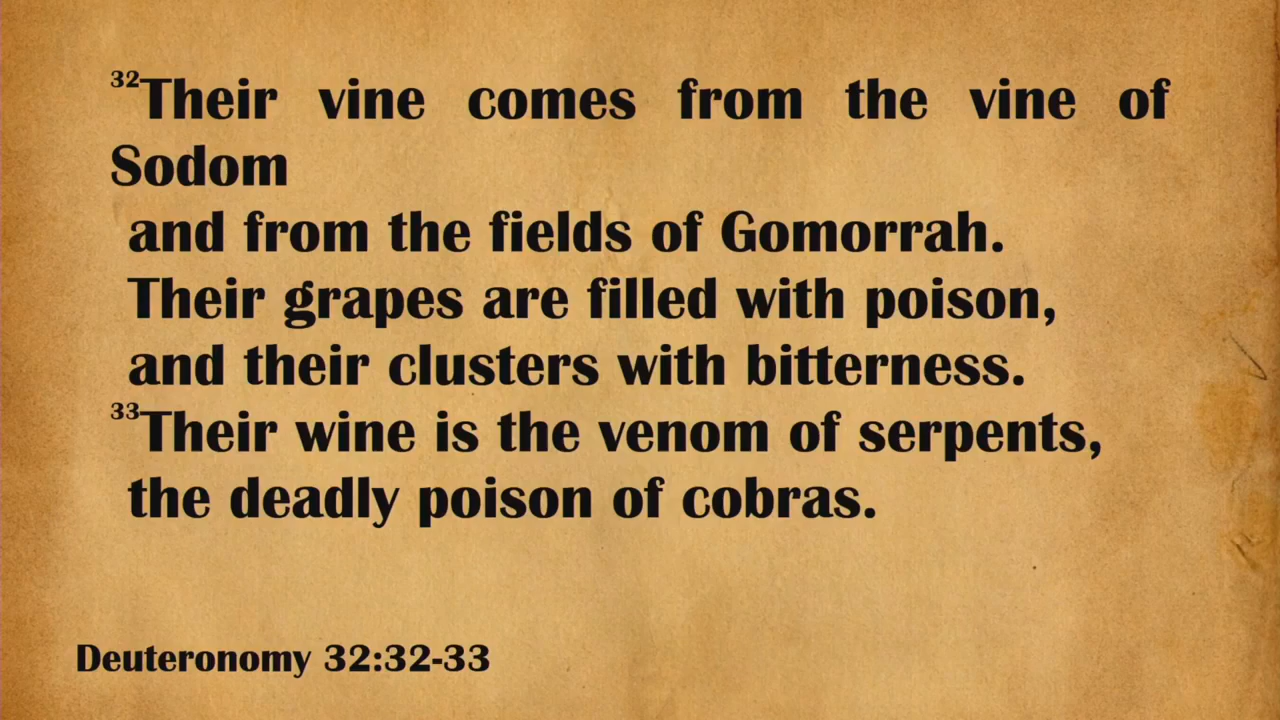 32Their vine comes from the vine of
Sodom
and from the fields of Gomorrah.
Their grapes are filled with poison,
and their clusters with bitterness.
33Their wine is the venom of serpents,
the deadly poison of cobras.
Deuteronomy 32:32-33